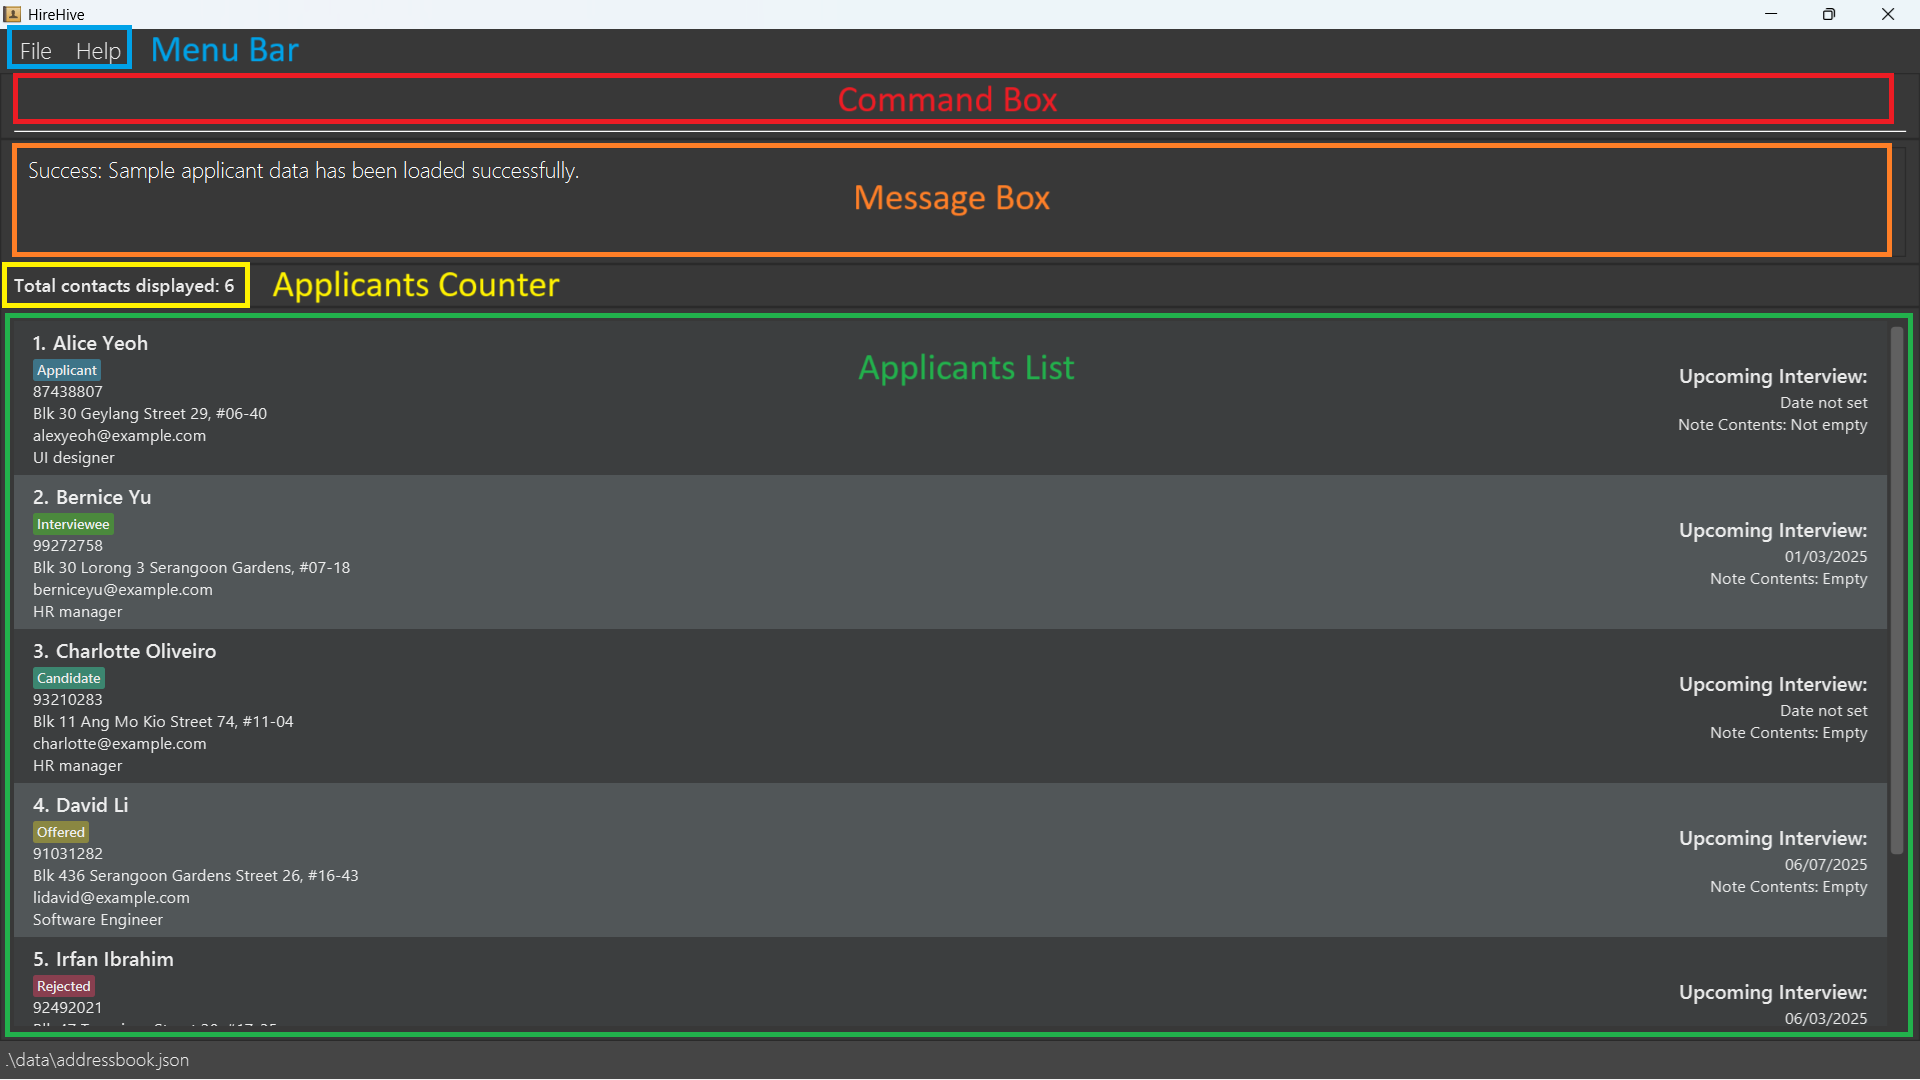 HireHive
File Help Menu Bar
Command Box
Success: Sample applicant data has been loaded successfully.
Message Box
Total contacts displayed: 6 Applicants Counter
Applicants List
1. Alice Yeoh
Applicant
87438807
Blk 30 Geylang Street 29, #06-40
alexyeoh@example.com
UI designer
Upcoming Interview:
Date not set
Note Contents: Not empty
2. Bernice Yu
Interviewee
99272758
Blk 30 Lorong 3 Serangoon Gardens, #07-18
berniceyu@example.com
HR manager
Upcoming Interview:
01/03/2025
Note Contents: Empty
3. Charlotte Oliveiro
Candidate
93210283
Blk 11 Ang Mo Kio Street 74, #11-04
charlotte@example.com
HR manager
Upcoming Interview:
Date not set
Note Contents: Empty
4. David Li
Offered
91031282
Blk 436 Serangoon Gardens Street 26, #16-43
lidavid@example.com
Software Engineer
Upcoming Interview:
06/07/2025
Note Contents: Empty
5. Irfan Ibrahim
Rejected
92492021
Upcoming Interview:
06/03/2025
.\data\addressbook.json